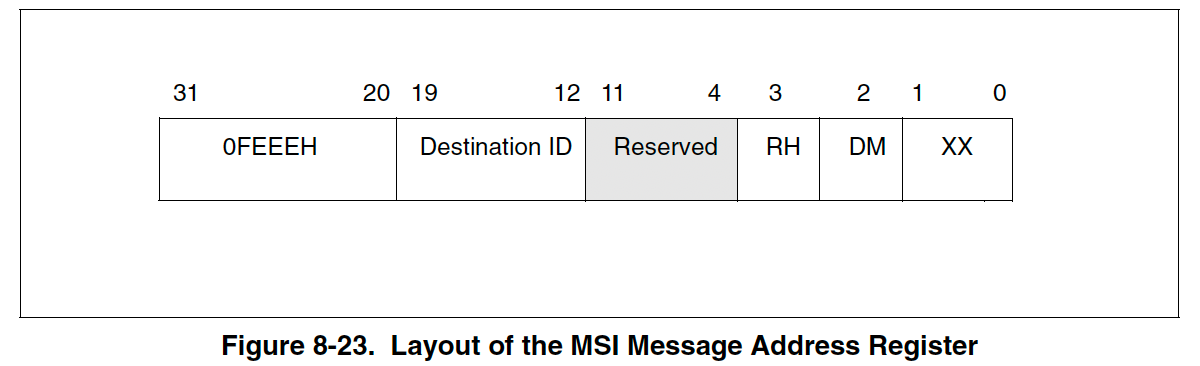 31 20 19 12 11 4 3 2 1 0
0FEEEH Destination ID Reserved RH DM XX
Figure 8-23. Layout of the MSI Message Address Register